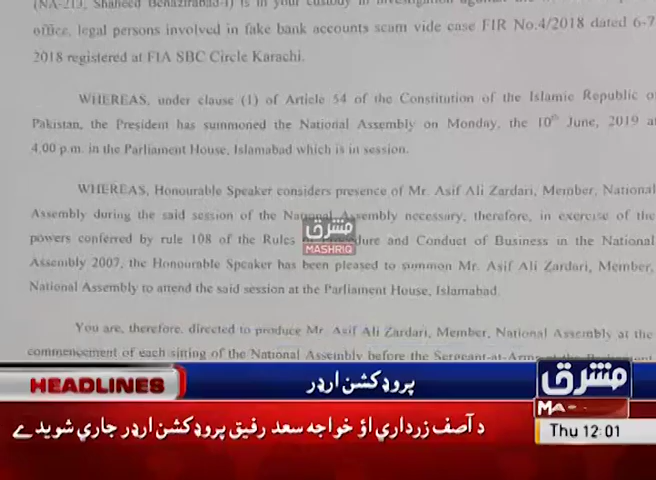 (NA-213, Shaheed Benazirabad-I) is in your custody in investigation against the
office, legal persons involved in fake bank accounts scam vide case FIR No.4/2018 dated 6-7
2018 registered at FIA SBC Circle Karachi.
WHEREAS, under clause (1) of Article 54 of the Constitution of the Islamic Republic of
Pakistan, the President has summoned the National Assembly on Monday, the 10th June, 2019 at
4.00 p.m. in the Parliament House, Islamabad which is in session.
WHEREAS, Honourable Speaker considers presence of Mr. Asif Ali Zardari, Member, National
Assembly during the said session of the National Assembly necessary, therefore, in exercise of the
powers conferred by rule 108 of the Rules of Procedure and Conduct of Business in the National
Assembly 2007, the Honourable Speaker has been pleased to summon Mr. Asif Ali Zardari, Member,
National Assembly to attend the said session at the Parliament House, Islamabad.
You are, therefore, directed to produce Mr. Asif Ali Zardari, Member, National Assembly at the
commencement of each sitting of the National Assembly before the Sergeant-at-Arms at the Parliament
مشرق
MASHRIQ
HEADLINES
پروډکشن ارډر
مشرق
د آصف زرداري اؤ خواجه سعد رفیق پروډکشن ارډر جاري شویدے
Thu 12:01